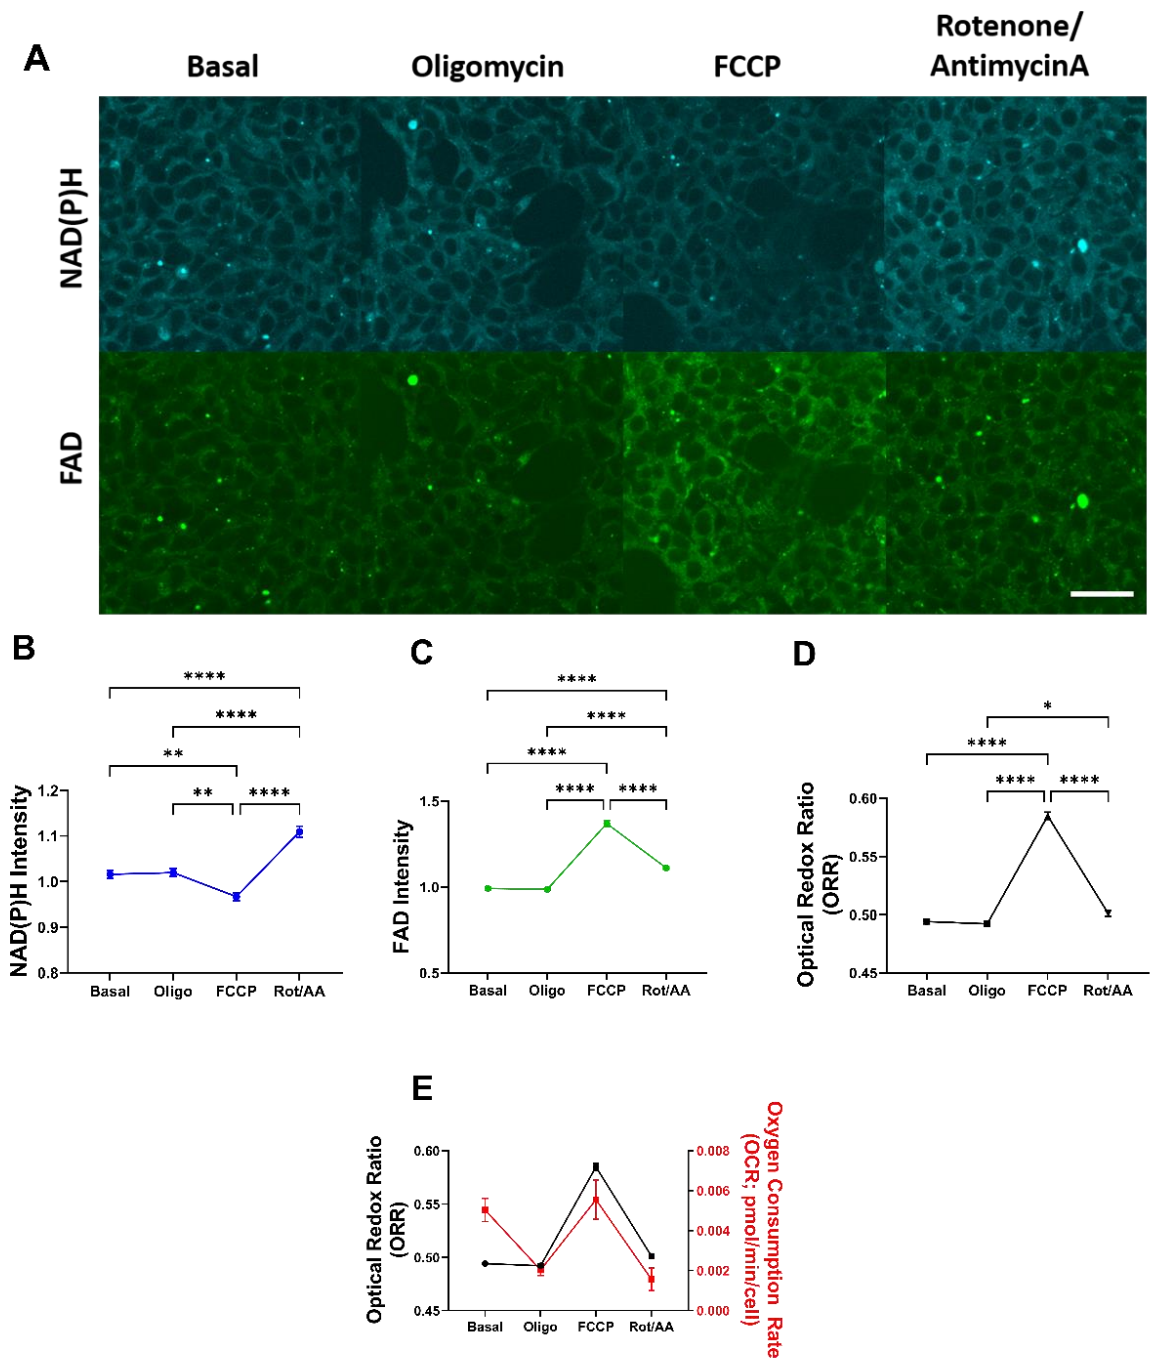 A
Basal
Oligomycin
FCCP
Rotenone/
AntimycinA
NAD(P)H
FAD
B
****
****
**
**
****
NAD(P)H Intensity
1.2
1.1
1.0
0.9
0.8
Basal
Oligo
FCCP
Rot/AA
C
****
****
****
****
****
FAD Intensity
1.5
1.0
0.5
Basal
Oligo
FCCP
Rot/AA
D
*
****
****
****
Optical Redox Ratio
(ORR)
0.60
0.55
0.50
0.45
Basal
Oligo
FCCP
Rot/AA
E
Optical Redox Ratio
(ORR)
0.60
0.55
0.50
0.45
Basal
Oligo
FCCP
Rot/AA
0.008
0.006
0.004
0.002
0.000
Oxygen Consumption Rate
(OCR; pmol/min/cell)